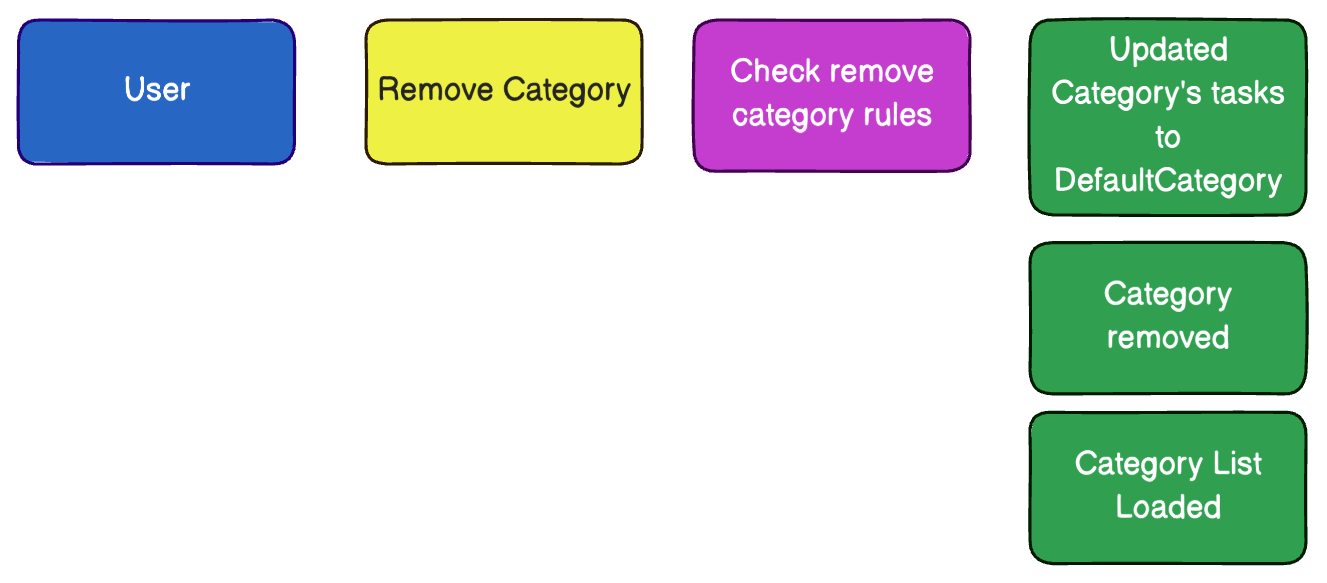 User
Remove Category
Check remove
category rules
Updated
Category's tasks
to
DefaultCategory
Category
removed
Category List
Loaded